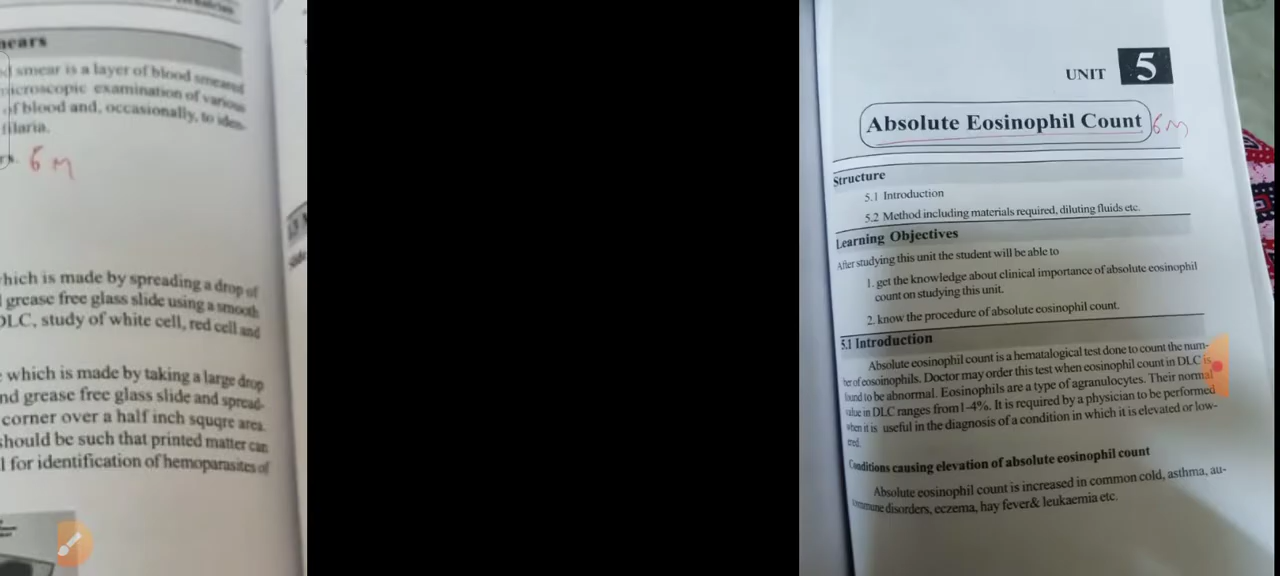 smear is a layer of blood smeared
microscopic examination of various
of blood and, occasionally, to iden-
filaria.
6 M
which is made by spreading a drop of
grease free glass slide using a smooth
DLC, study of white cell, red cell and
which is made by taking a large drop
and grease free glass slide and spread-
corner over a half inch squqre area.
should be such that printed matter can
for identification of hemoparasites of
UNIT 5
Absolute Eosinophil Count 6 M
Structure
5.1 Introduction
5.2 Method including materials required, diluting fluids etc.
Learning Objectives
After studying this unit the student will be able to
1. get the knowledge about clinical importance of absolute eosinophil
count on studying this unit.
2. know the procedure of absolute eosinophil count.
5.1 Introduction
Absolute eosinophil count is a hematalogical test done to count the num-
ber of eosoinophils. Doctor may order this test when eosinophil count in DLC is
found to be abnormal. Eosinophils are a type of agranulocytes. Their normal
value in DLC ranges from 1-4%. It is required by a physician to be performed
when it is useful in the diagnosis of a condition in which it is elevated or low-
ered.
Conditions causing elevation of absolute eosinophil count
Absolute eosinophil count is increased in common cold, asthma, au-
disorders, eczema, hay fever& leukaemia etc.